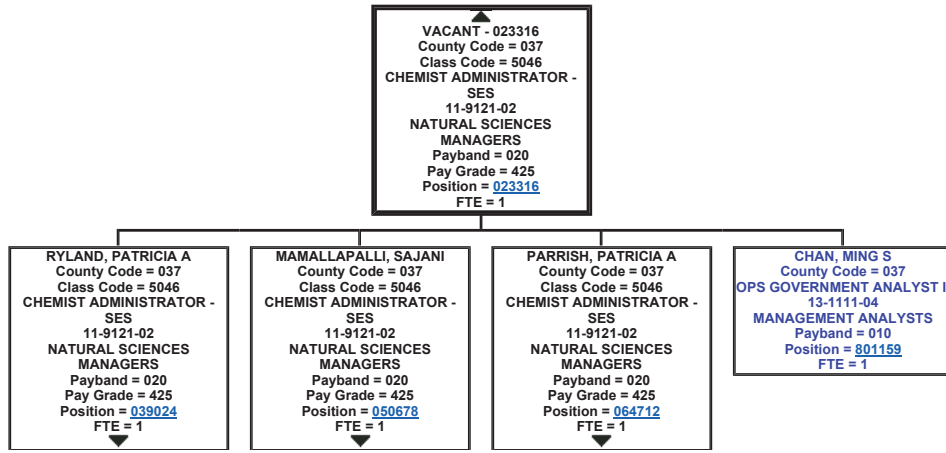 VACANT - 023316
County Code = 037
Class Code = 5046
CHEMIST ADMINISTRATOR -
SES
11-9121-02
NATURAL SCIENCES
MANAGERS
Payband = 020
Pay Grade = 425
Position = 023316
FTE = 1
RYLAND, PATRICIA A
County Code = 037
Class Code = 5046
CHEMIST ADMINISTRATOR -
SES
11-9121-02
NATURAL SCIENCES
MANAGERS
Payband = 020
Pay Grade = 425
Position = 039024
FTE = 1
MAMALLAPALLI, SAJANI
County Code = 037
Class Code = 5046
CHEMIST ADMINISTRATOR -
SES
11-9121-02
NATURAL SCIENCES
MANAGERS
Payband = 020
Pay Grade = 425
Position = 050678
FTE = 1
PARRISH, PATRICIA A
County Code = 037
Class Code = 5046
CHEMIST ADMINISTRATOR -
SES
11-9121-02
NATURAL SCIENCES
MANAGERS
Payband = 020
Pay Grade = 425
Position = 064712
FTE = 1
CHAN, MING S
County Code = 037
OPS GOVERNMENT ANALYST I
13-1111-04
MANAGEMENT ANALYSTS
Payband = 010
Position = 801159
FTE = 1